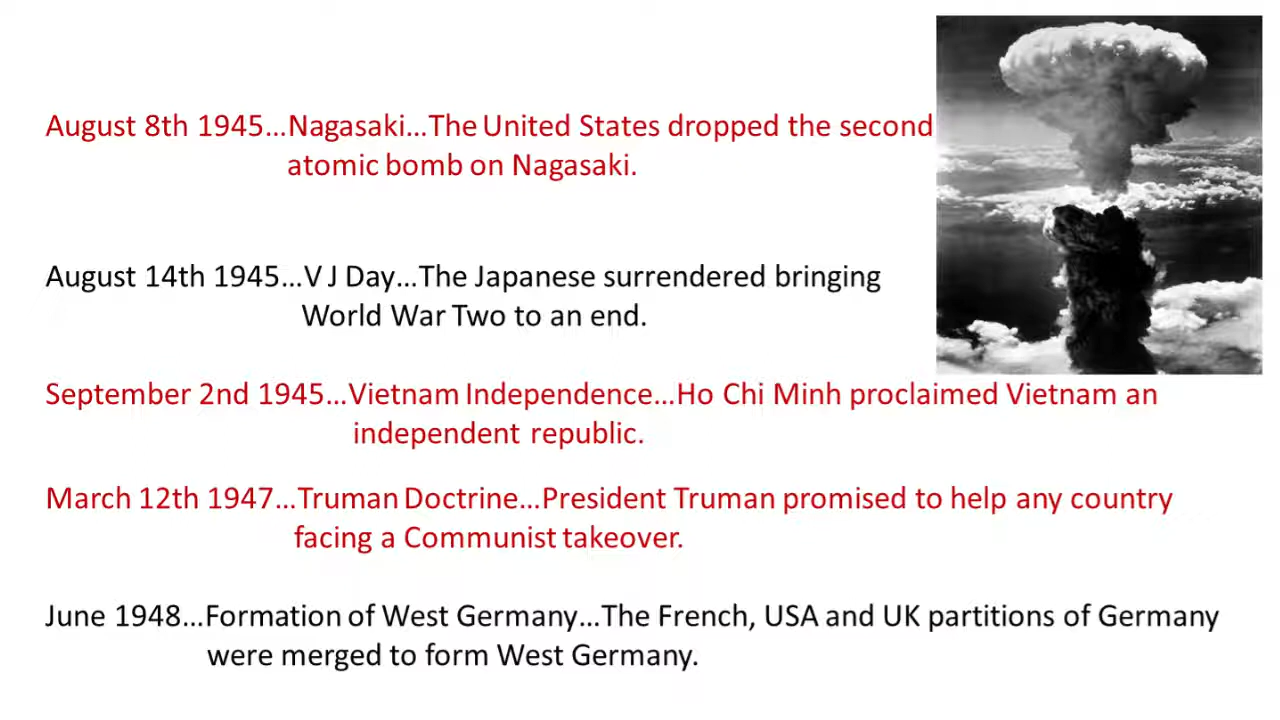 August 8th 1945...Nagasaki...The United States dropped the second
atomic bomb on Nagasaki.
August 14th 1945...V J Day...The Japanese surrendered bringing
World War Two to an end.
September 2nd 1945...Vietnam Independence...Ho Chi Minh proclaimed Vietnam an
independent republic.
March 12th 1947...Truman Doctrine...President Truman promised to help any country
facing a Communist takeover.
June 1948...Formation of West Germany...The French, USA and UK partitions of Germany
were merged to form West Germany.